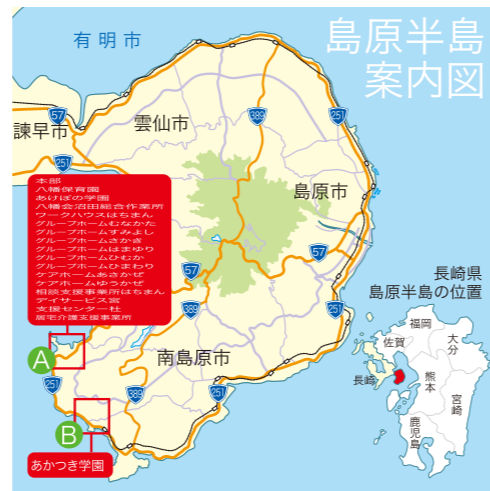 島原半島
案内図
有明市
57
諫早市
雲仙市
389
251
251
島原市
本部
八幡保育園
あけぼの学園
八幡会沼田総合作業所
ワークハウスはちまん
グループホームむなかた
グループホームすみよし
グループホームさかき
グループホームはまゆり
グループホームひむか
グループホームひまわり
ケアホームあさかぜ
ケアホームゆうかぜ
相談支援事業所はちまん
デイサービス宮
支援センター社
居宅介護支援事業所
57
57
389
251
A
251
南島原市
389
251
B
あかつき学園
長崎県
島原半島の位置
福岡
佐賀
大分
長崎
熊本
宮崎
鹿児島